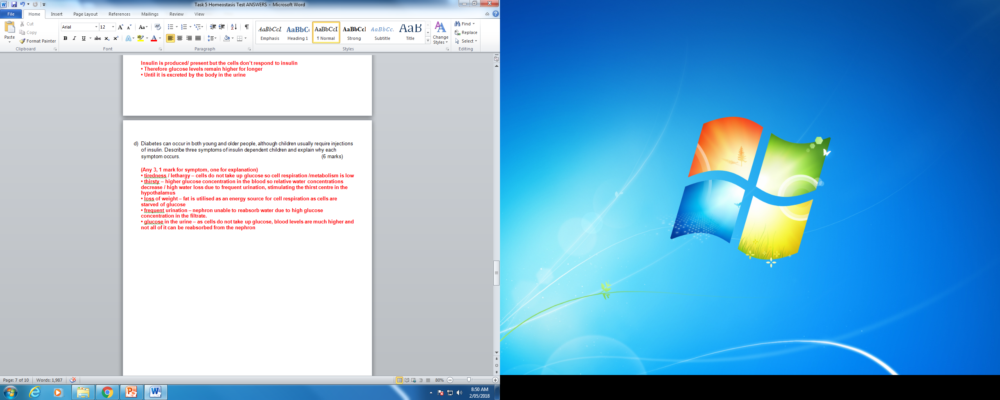 Task 5 Homeostasis Test ANSWERS - Microsoft Word
File Home Insert Page Layout References Mailings Review View
Paste
Cut
Copy
Format Painter
Clipboard
Arial 12
Font
Paragraph
AaBbCcI AaBbC AaBbCcI AaBbCcl AaBbCc. AaB
Emphasis Heading 1 ¶ Normal Strong Subtitle Title
Styles
Change
Styles
Find
Replace
Select
Editing
Insulin is produced/ present but the cells don’t respond to insulin
• Therefore glucose levels remain higher for longer
• Until it is excreted by the body in the urine
d) Diabetes can occur in both young and older people, although children usually require injections
of insulin. Describe three symptoms of insulin dependent children and explain why each
symptom occurs. (6 marks)
(Any 3, 1 mark for symptom, one for explanation)
• tiredness / lethargy – cells do not take up glucose so cell respiration /metabolism is low
• thirsty – higher glucose concentration in the blood so relative water concentrations
decrease / high water loss due to frequent urination, stimulating the thirst centre in the
hypothalamus
• loss of weight – fat is utilised as an energy source for cell respiration as cells are
starved of glucose
• frequent urination – nephron unable to reabsorb water due to high glucose
concentration in the filtrate.
• glucose in the urine – as cells do not take up glucose, blood levels are much higher and
not all of it can be reabsorbed from the nephron
Page: 7 of 10 Words: 1,987 80%
8:50 AM
2/05/2018